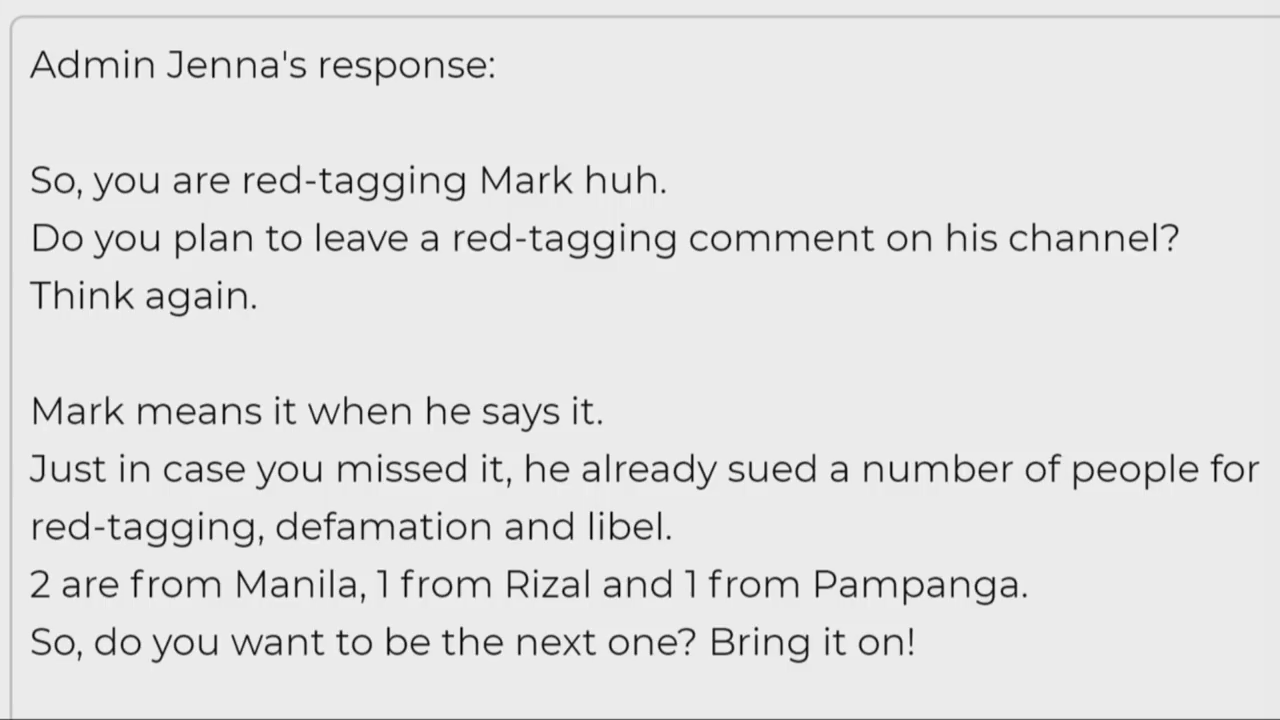 Admin Jenna's response:
So, you are red-tagging Mark huh.
Do you plan to leave a red-tagging comment on his channel?
Think again.
Mark means it when he says it.
Just in case you missed it, he already sued a number of people for
red-tagging, defamation and libel.
2 are from Manila, 1 from Rizal and 1 from Pampanga.
So, do you want to be the next one? Bring it on!